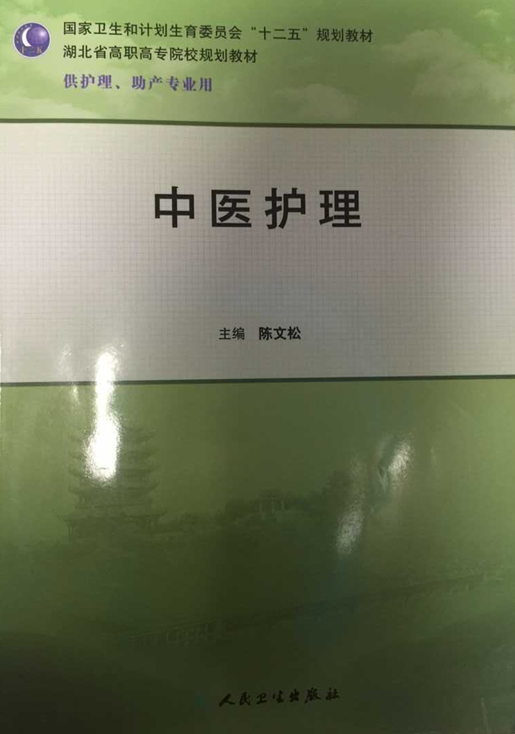 国家卫生和计划生育委员会“十二五”规划教材
湖北省高职高专院校规划教材
供护理、助产专业用
中医护理
主编 陈文松
人民卫生出版社